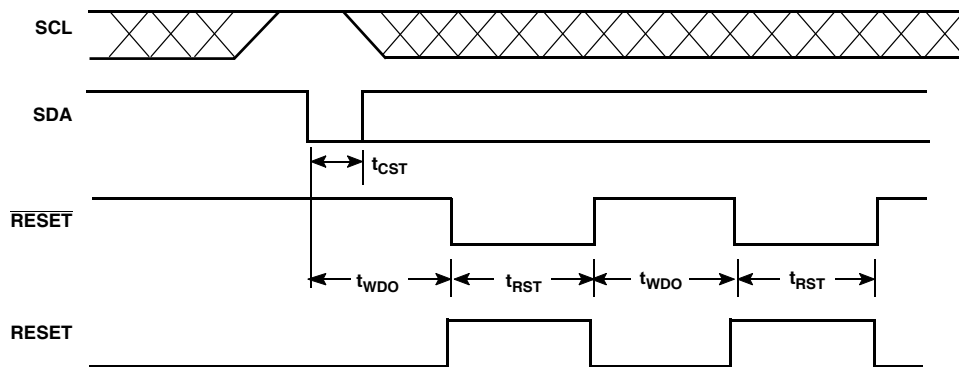 SCL
SDA
tCST
RESET
tWDO tRST tWDO tRST
RESET